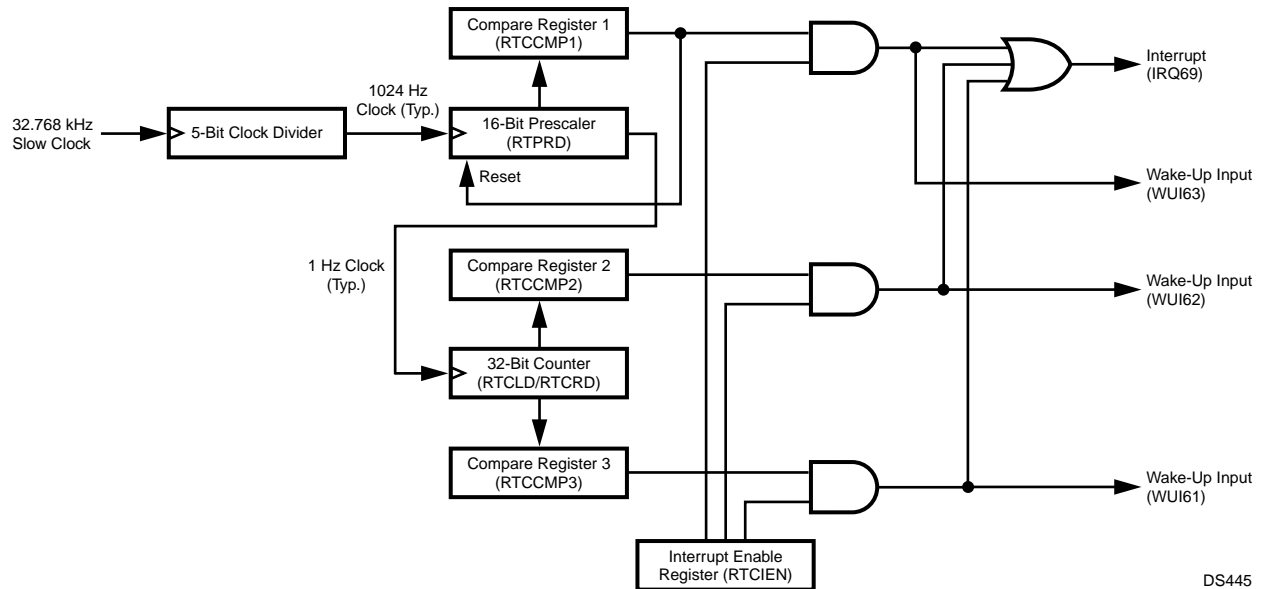 Compare Register 1
(RTCCMP1)
Interrupt
(IRQ69)
1024 Hz
Clock (Typ.)
32.768 kHz
Slow Clock
5-Bit Clock Divider
16-Bit Prescaler
(RTPRD)
Reset
Wake-Up Input
(WUI63)
1 Hz Clock
(Typ.)
Compare Register 2
(RTCCMP2)
Wake-Up Input
(WUI62)
32-Bit Counter
(RTCLD/RTCRD)
Compare Register 3
(RTCCMP3)
Wake-Up Input
(WUI61)
Interrupt Enable
Register (RTCIEN)
DS445